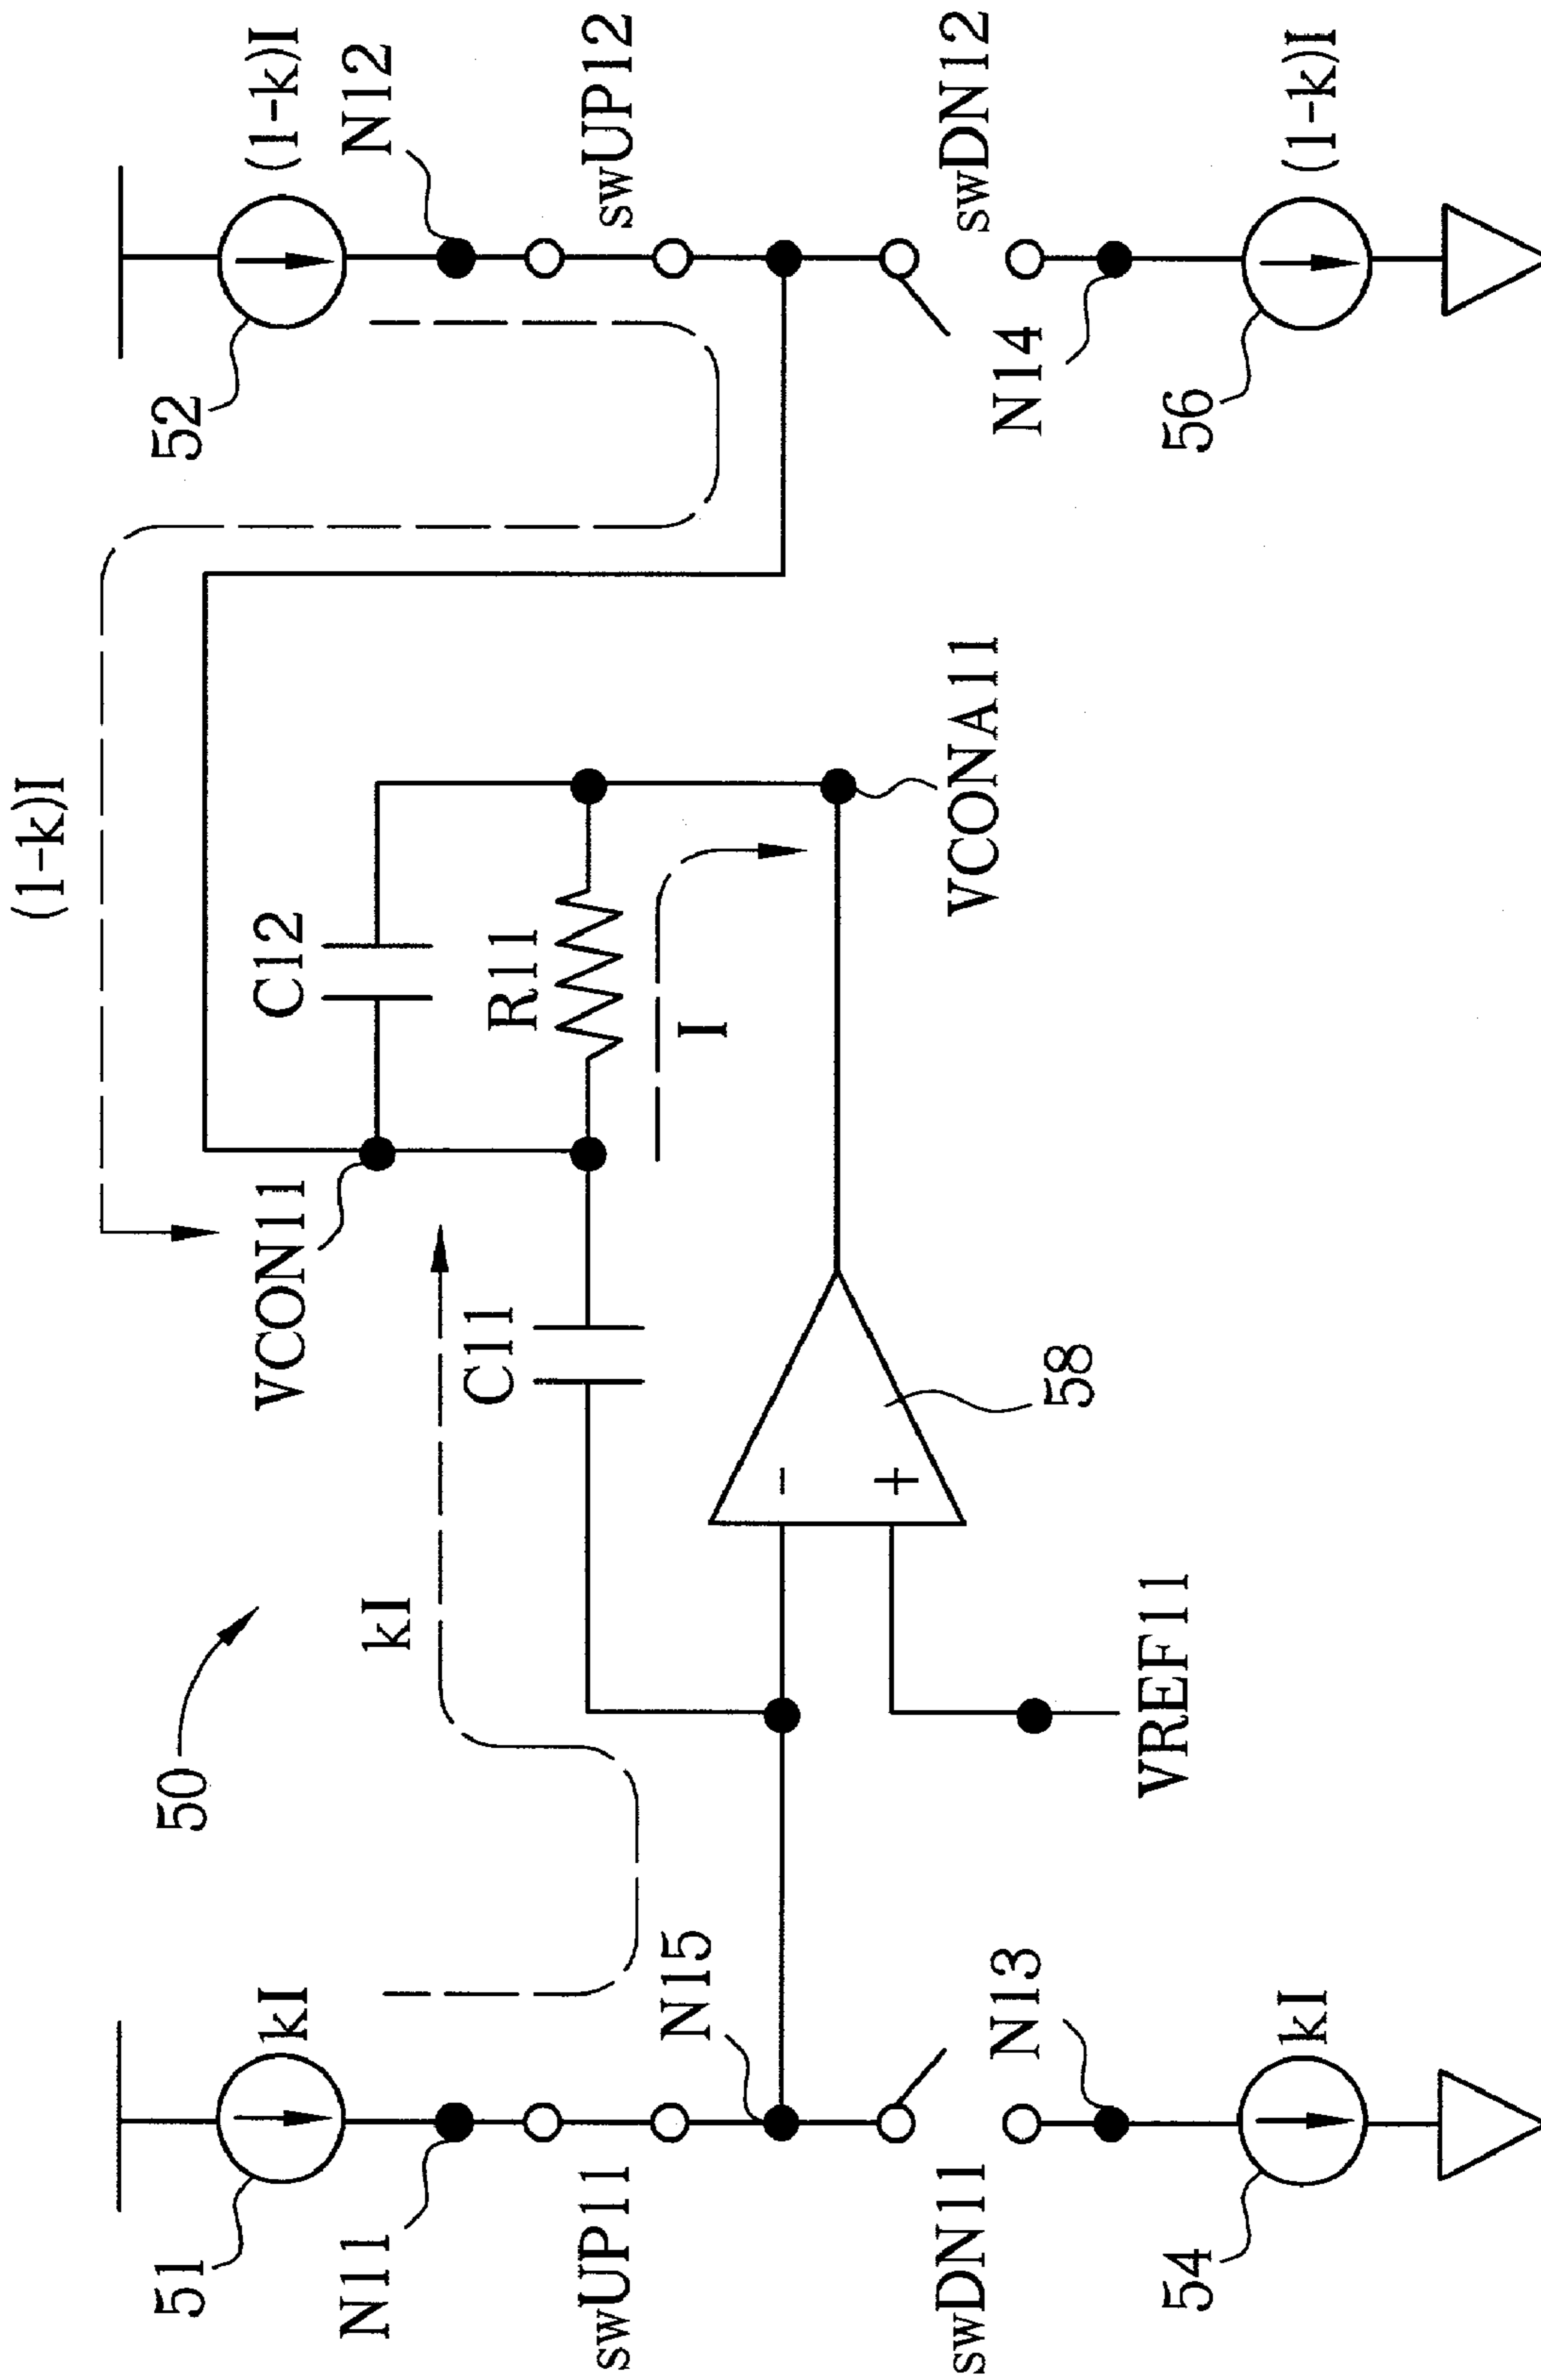 (1-k)I
52
(1-k)I
N12
swUP12
swDN12
N14
56
(1-k)I
C12
R11
I
VCON11
VCONA11
C11
58
-
+
50
kI
VREF11
51
kI
N11
swUP11
N15
swDN11
N13
54
kI